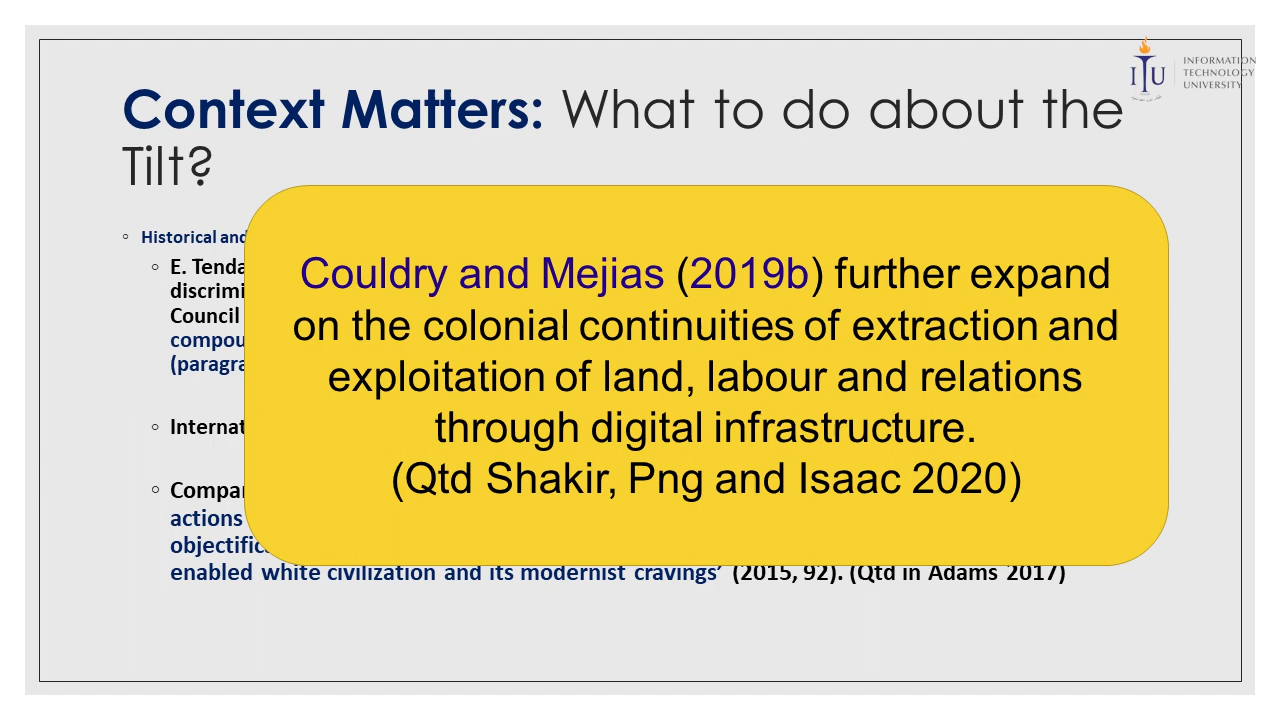 INFORMATION
TECHNOLOGY
UNIVERSITY
ITU
Context Matters: What to do about the
Tilt?
◦ Historical and
◦ E. Tenda
discrimi
Council
compou
(paragra
◦ Internat
◦ Compar
actions
objectific
enabled white civilization and its modernist cravings’ (2015, 92). (Qtd in Adams 2017)
Couldry and Mejias (2019b) further expand
on the colonial continuities of extraction and
exploitation of land, labour and relations
through digital infrastructure.
(Qtd Shakir, Png and Isaac 2020)